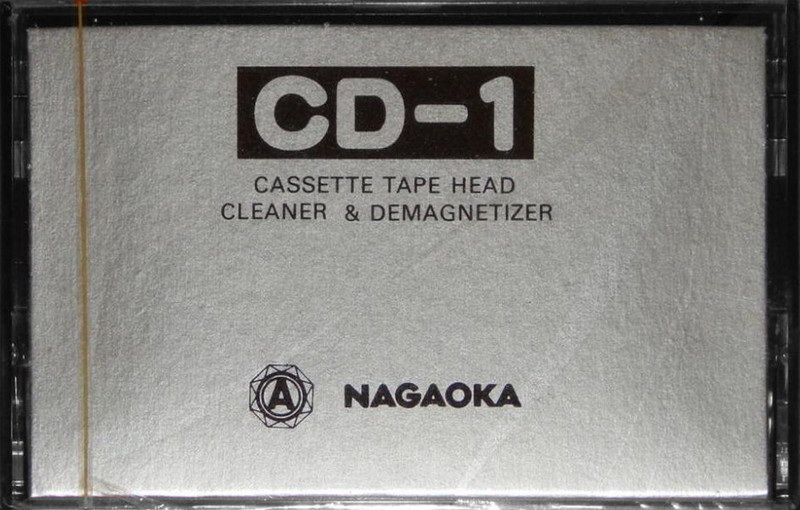 CD-1
CASSETTE TAPE HEAD
CLEANER & DEMAGNETIZER
A NAGAOKA